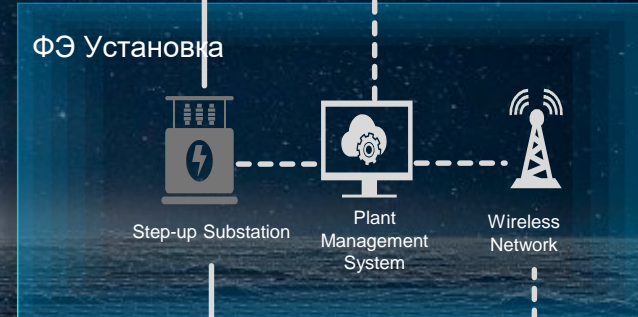 ФЭ Установка
Step-up Substation
Plant
Management
System
Wireless
Network